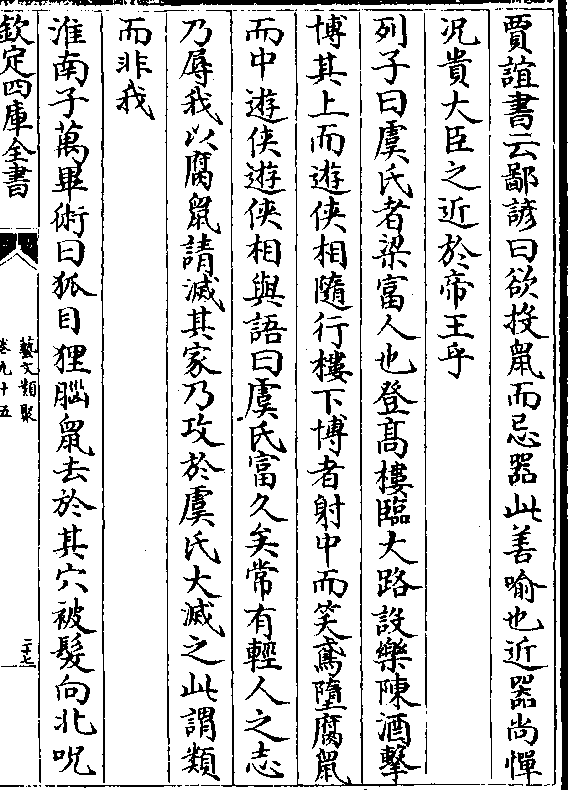 賈誼書云鄙諺曰欲投鼠而忌器此善喻也近器尚憚
况貴大臣之近於帝王乎
列子曰虞氏者梁富人也登髙樓臨大路設樂陳酒擊
博其上而遊俠相隨行樓下博者射中而笑鳶墮腐鼠
而中遊俠遊俠相與語曰虞氏富久矣常有輕人之志
乃辱我以腐鼠請滅其家乃攻於虞氏大滅之此謂類
而非我
淮南子萬畢術曰狐目狸腦鼠去於其穴被髮向北呪
欽定四庫全書
藝文類聚
卷九十五
二十七